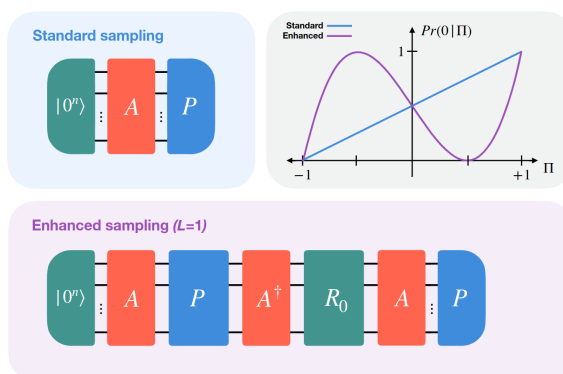 Standard sampling
|0ⁿ⟩ ⋮ A ⋮ P
Standard
Enhanced
Pr(0|Π)
1
−1
+1
Π
Enhanced sampling (L=1)
|0ⁿ⟩ ⋮ A P A† R₀ A ⋮ P